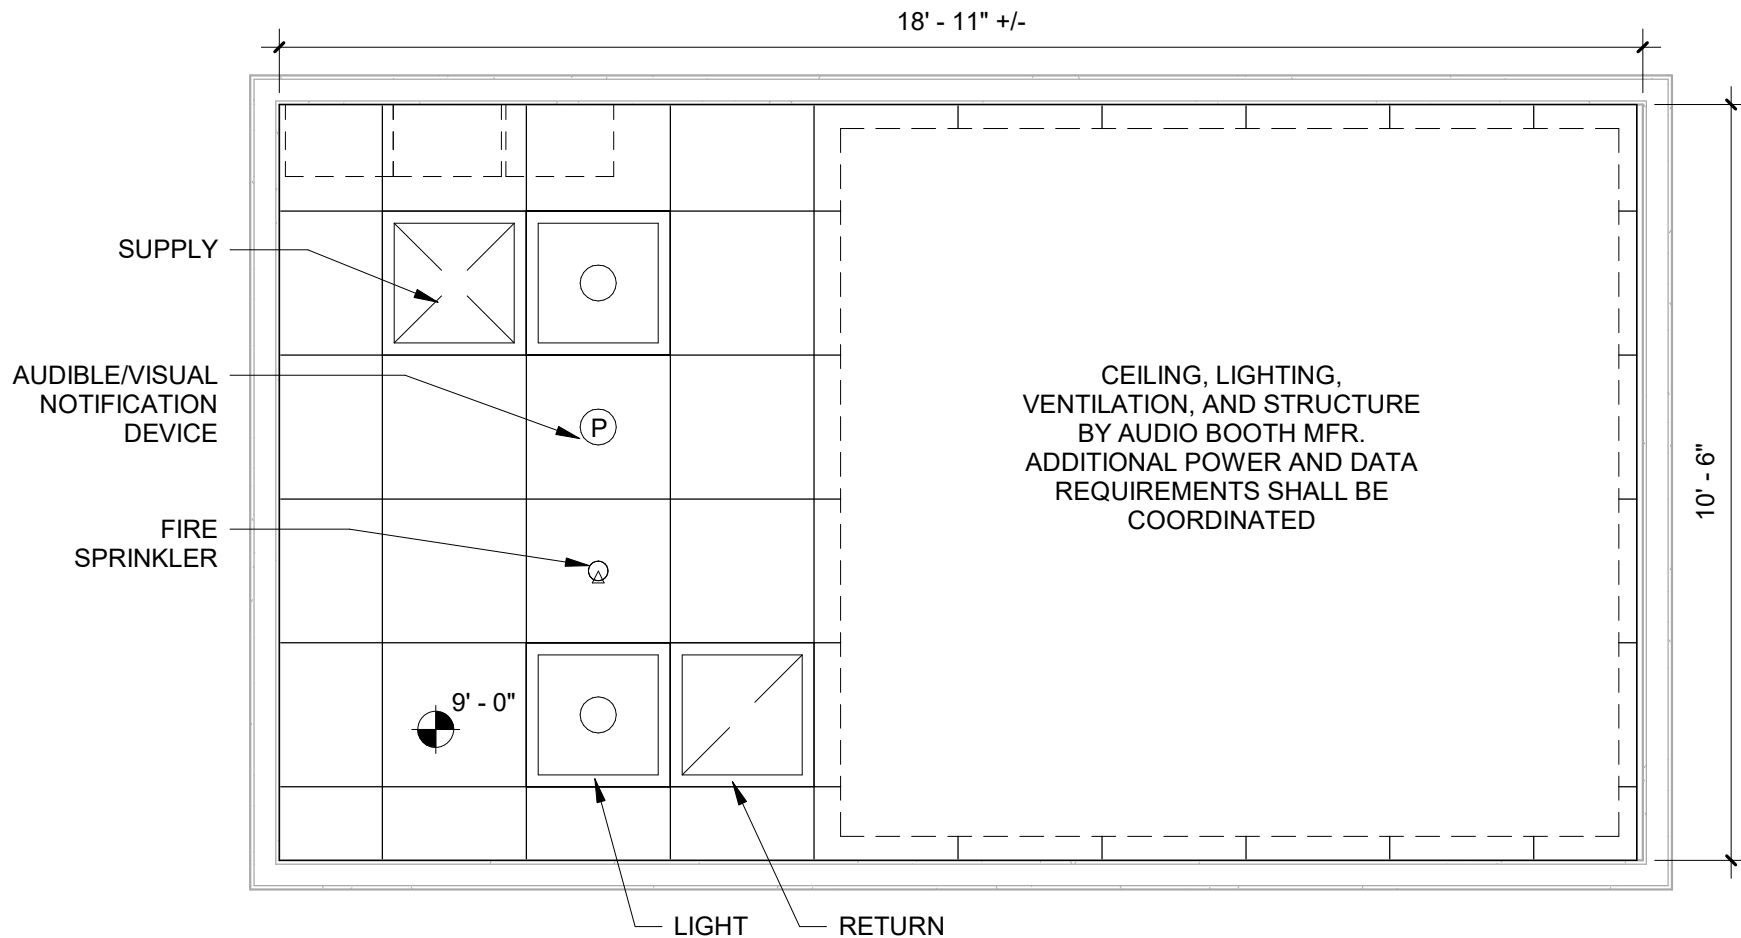 18' - 11" +/-
SUPPLY
AUDIBLE/VISUAL
NOTIFICATION
DEVICE
P
FIRE
SPRINKLER
9' - 0"
CEILING, LIGHTING,
VENTILATION, AND STRUCTURE
BY AUDIO BOOTH MFR.
ADDITIONAL POWER AND DATA
REQUIREMENTS SHALL BE
COORDINATED
10' - 6"
LIGHT
RETURN